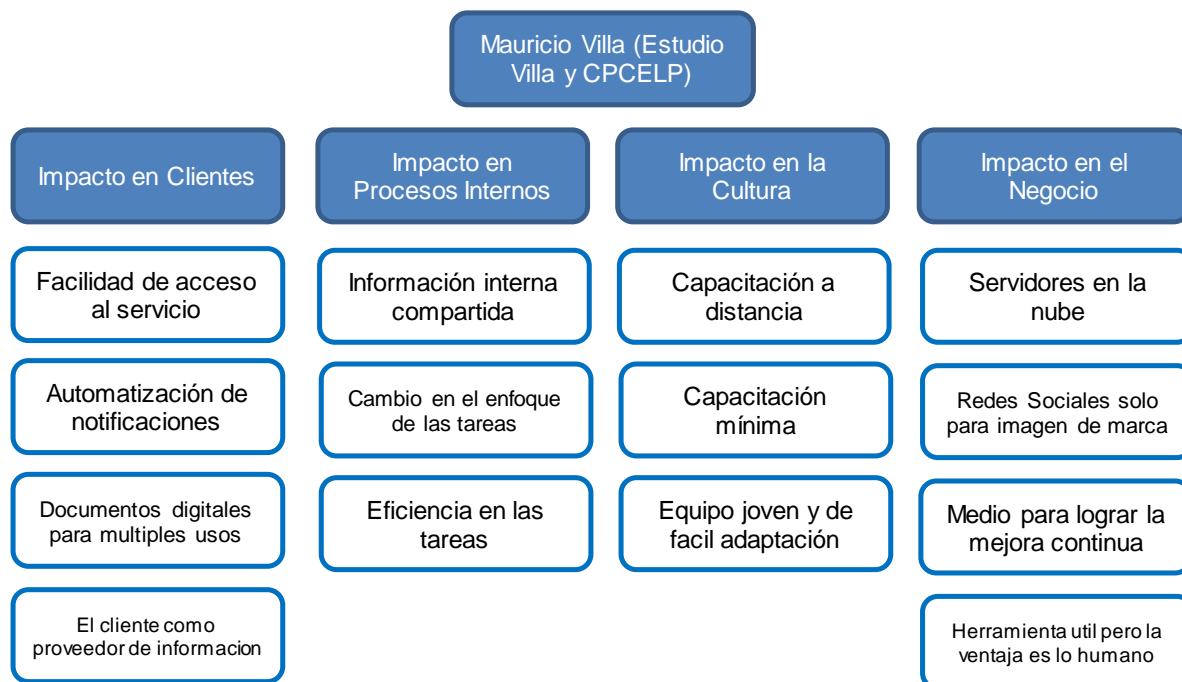 Mauricio Villa (Estudio
Villa y CPCELP)
Impacto en Clientes
Impacto en
Procesos Internos
Impacto en la
Cultura
Impacto en el
Negocio
Facilidad de acceso
al servicio
Información interna
compartida
Capacitación a
distancia
Servidores en la
nube
Automatización de
notificaciones
Cambio en el enfoque
de las tareas
Capacitación
mínima
Redes Sociales solo
para imagen de marca
Documentos digitales
para multiples usos
Eficiencia en las
tareas
Equipo joven y de
facil adaptación
Medio para lograr la
mejora continua
El cliente como
proveedor de informacion
Herramienta util pero la
ventaja es lo humano